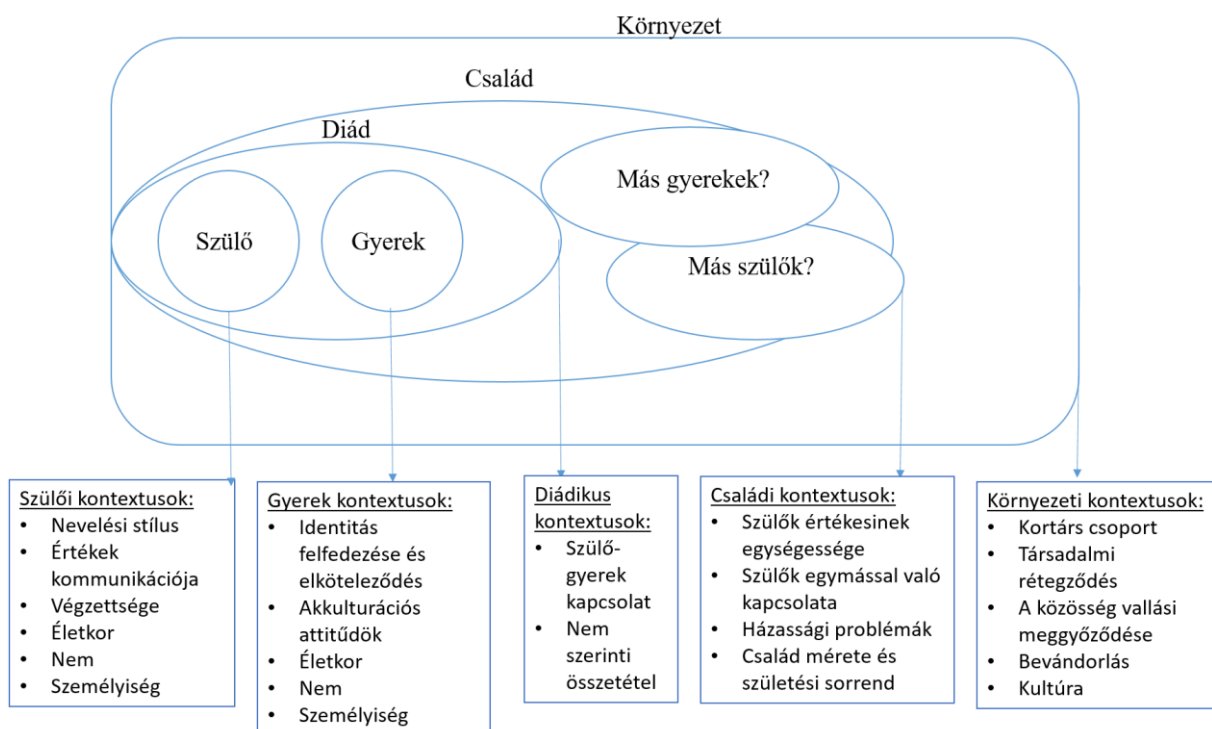 Környezet
Család
Diád
Más gyerekek?
Szülő
Gyerek
Más szülők?
Szülői kontextusok:
• Nevelési stílus
• Értékek
kommunikációja
• Végzettsége
• Életkor
• Nem
• Személyiség
Gyerek kontextusok:
• Identitás
felfedezése és
elköteleződés
• Akkulturációs
attitűdök
• Életkor
• Nem
• Személyiség
Diádikus
kontextusok:
• Szülő-
gyerek
kapcsolat
• Nem
szerinti
összetétel
Családi kontextusok:
• Szülők értékesinek
egységessége
• Szülők egymással való
kapcsolata
• Házassági problémák
• Család mérete és
születési sorrend
Környezeti kontextusok:
• Kortárs csoport
• Társadalmi
rétegződés
• A közösség vallási
meggyőződése
• Bevándorlás
• Kultúra